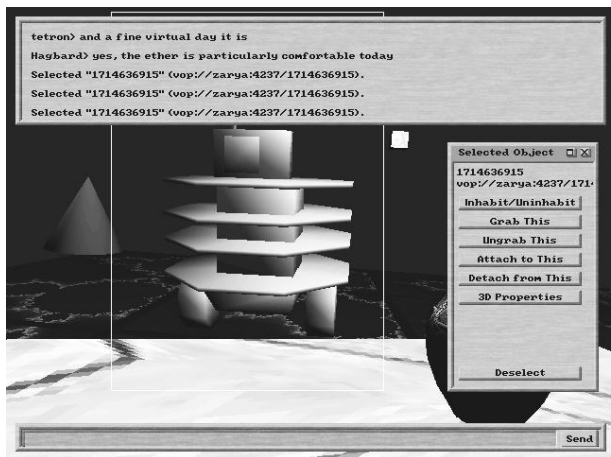 tetron> and a fine virtual day it is
Hagbard> yes, the ether is particularly comfortable today
Selected "1714636915" (vop://zarya:4237/1714636915).
Selected "1714636915" (vop://zarya:4237/1714636915).
Selected "1714636915" (vop://zarya:4237/1714636915).
Selected Object
1714636915
vop://zarya:4237/171
Inhabit/Uninhabit
Grab This
Ungrab This
Attach to This
Detach from This
3D Properties
Deselect
Send